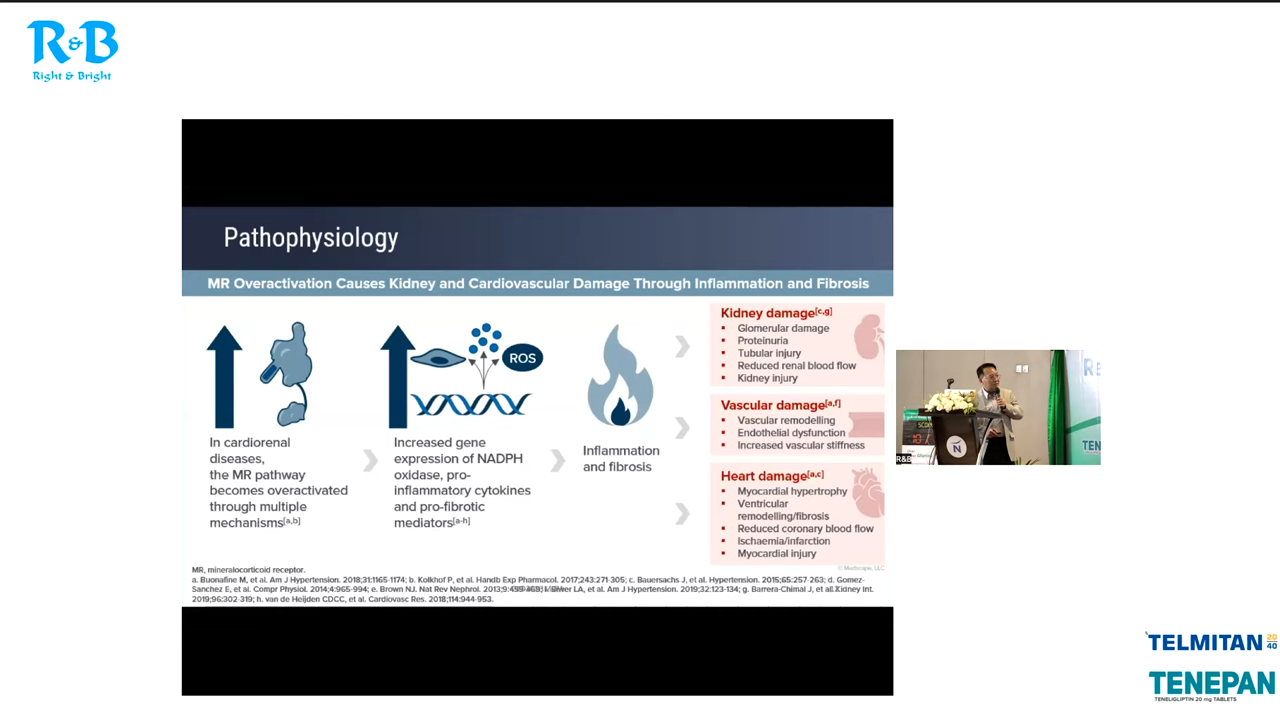 R&B
Right & Bright
Pathophysiology
MR Overactivation Causes Kidney and Cardiovascular Damage Through Inflammation and Fibrosis
In cardiorenal
diseases,
the MR pathway
becomes overactivated
through multiple
mechanisms[a,b]
ROS
Increased gene
expression of NADPH
oxidase, pro-
inflammatory cytokines
and pro-fibrotic
mediators[a-h]
Inflammation
and fibrosis
Kidney damage[c,g]
▪ Glomerular damage
▪ Proteinuria
▪ Tubular injury
▪ Reduced renal blood flow
▪ Kidney injury
Vascular damage[a,f]
▪ Vascular remodelling
▪ Endothelial dysfunction
▪ Increased vascular stiffness
Heart damage[a,c]
▪ Myocardial hypertrophy
▪ Ventricular
remodelling/fibrosis
▪ Reduced coronary blood flow
▪ Ischaemia/infarction
▪ Myocardial injury
© Medscape, LLC
MR, mineralocorticoid receptor.
a. Buonafine M, et al. Am J Hypertension. 2018;31:1165-1174; b. Kolkhof P, et al. Handb Exp Pharmacol. 2017;243:271-305; c. Bauersachs J, et al. Hypertension. 2015;65:257-263; d. Gomez-
Sanchez E, et al. Compr Physiol. 2014;4:965-994; e. Brown NJ. Nat Rev Nephrol. 2013;9:459-469; LA, et al. Am J Hypertension. 2019;32:123-134; g. Barrera-Chimal J, et al. Kidney Int.
2019;96:302-319; h. van de Heijden CDCC, et al. Cardiovasc Res. 2018;114:944-953.
N
TEN
R&B
TELMITAN 20
40
TENEPAN
TENELIGLIPTIN 20 mg TABLETS